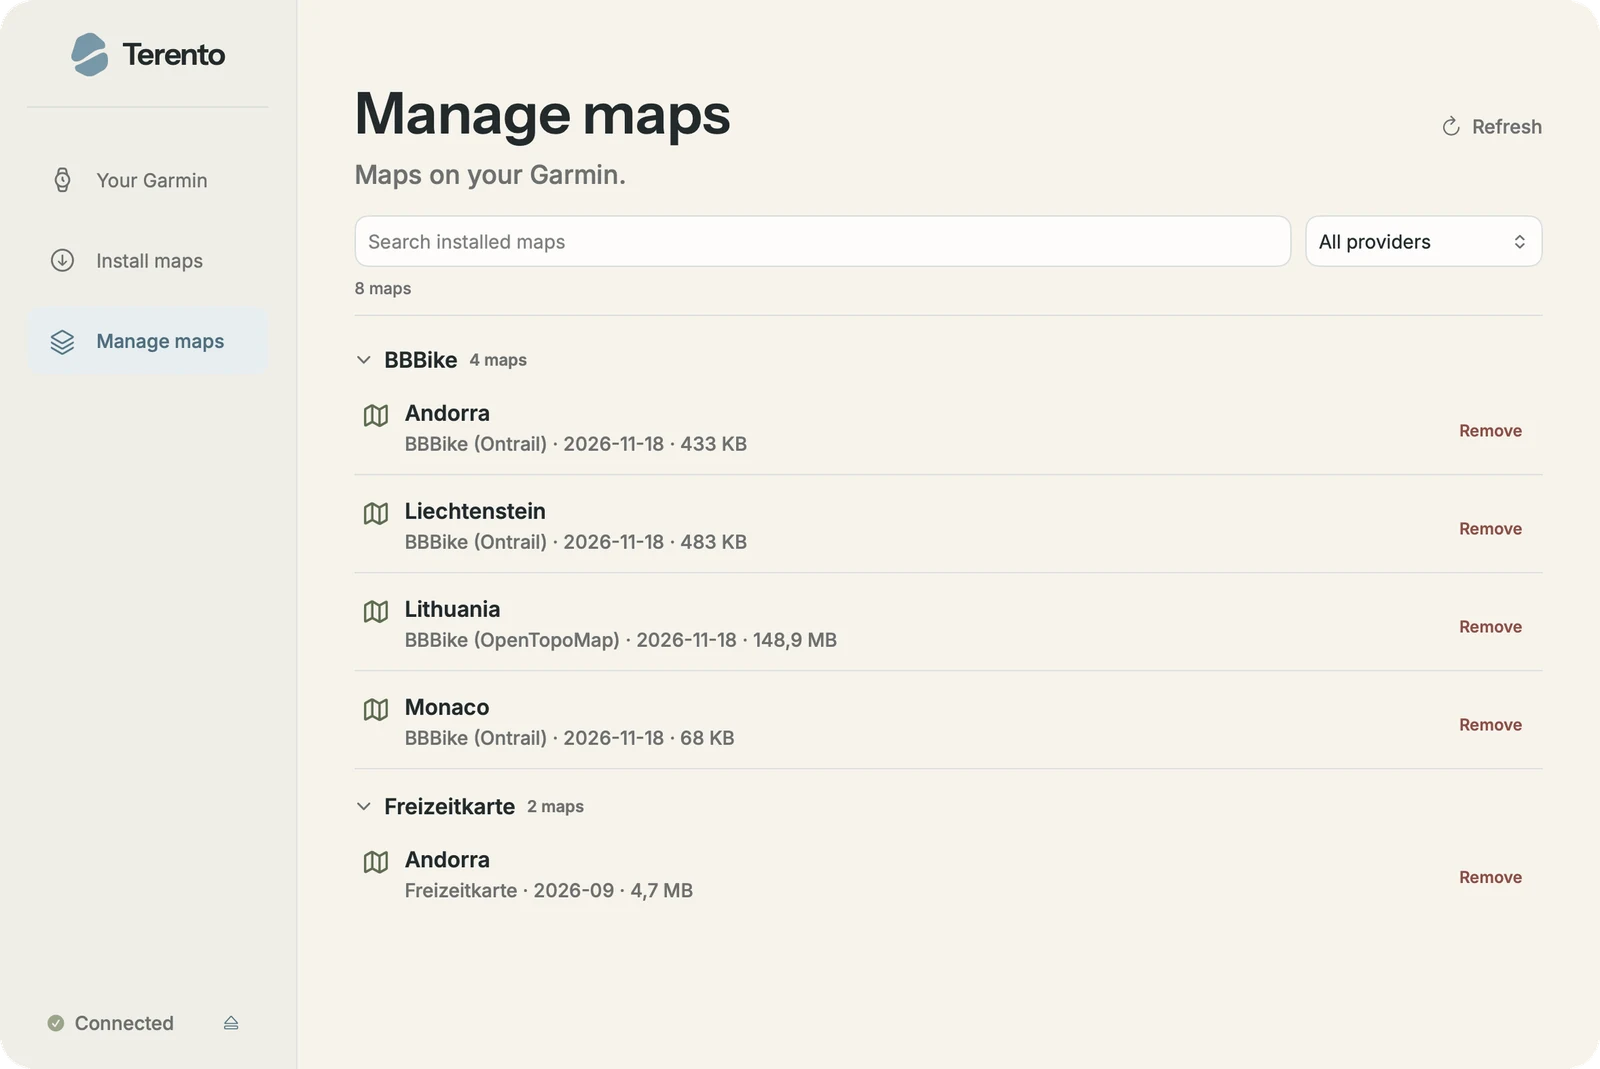 Terento
Your Garmin
Install maps
Manage maps
Connected
Manage maps
Refresh
Maps on your Garmin.
Search installed maps
All providers
8 maps
BBBike 4 maps
Andorra
BBBike (Ontrail) · 2026-11-18 · 433 KB
Remove
Liechtenstein
BBBike (Ontrail) · 2026-11-18 · 483 KB
Remove
Lithuania
BBBike (OpenTopoMap) · 2026-11-18 · 148,9 MB
Remove
Monaco
BBBike (Ontrail) · 2026-11-18 · 68 KB
Remove
Freizeitkarte 2 maps
Andorra
Freizeitkarte · 2026-09 · 4,7 MB
Remove